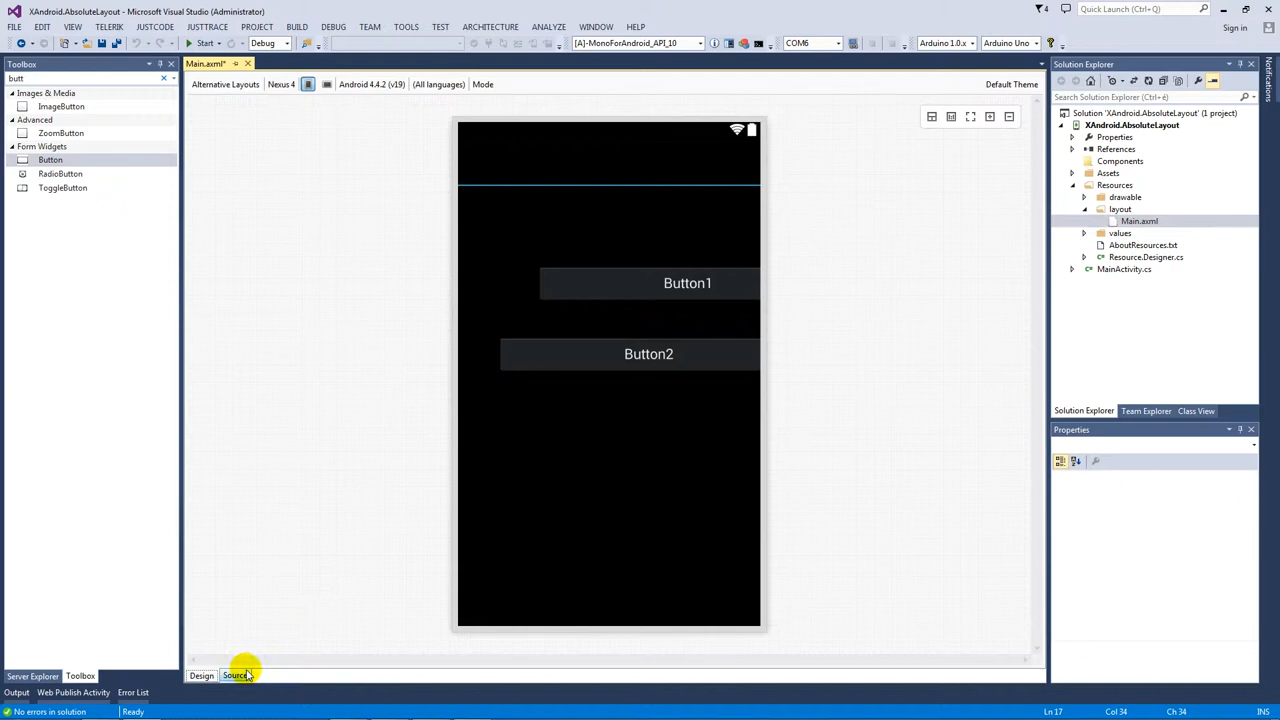 XAndroid.AbsoluteLayout - Microsoft Visual Studio (Administrator)
4
Quick Launch (Ctrl+Q)
FILE EDIT VIEW TELERIK JUSTCODE JUSTTRACE PROJECT BUILD DEBUG TEAM TOOLS TEST ARCHITECTURE ANALYZE WINDOW HELP
Sign in
Start Debug [A]-MonoForAndroid_API_10 COM6 Arduino 1.0.x Arduino Uno
Toolbox
butt
Images & Media
ImageButton
Advanced
ZoomButton
Form Widgets
Button
RadioButton
ToggleButton
Server Explorer Toolbox
Main.axml*
Alternative Layouts Nexus 4 Android 4.4.2 (v19) (All languages) Mode Default Theme
Button1
Button2
Design Source
Solution Explorer
Search Solution Explorer (Ctrl+è)
Solution 'XAndroid.AbsoluteLayout' (1 project)
XAndroid.AbsoluteLayout
Properties
References
Components
Assets
Resources
drawable
layout
Main.axml
values
AboutResources.txt
Resource.Designer.cs
MainActivity.cs
Solution Explorer Team Explorer Class View
Properties
Notifications
Output Web Publish Activity Error List
No errors in solution Ready Ln 17 Col 34 Ch 34 INS